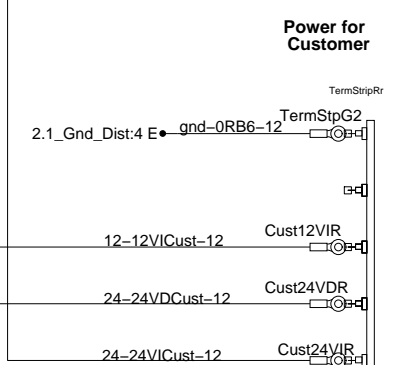 Power for
Customer
TermStripRr
TermStpG2
2.1_Gnd_Dist:4 E gnd–0RB6–12
12–12VICust–12 Cust12VIR
24–24VDCust–12 Cust24VDR
24–24VICust–12 Cust24VIR